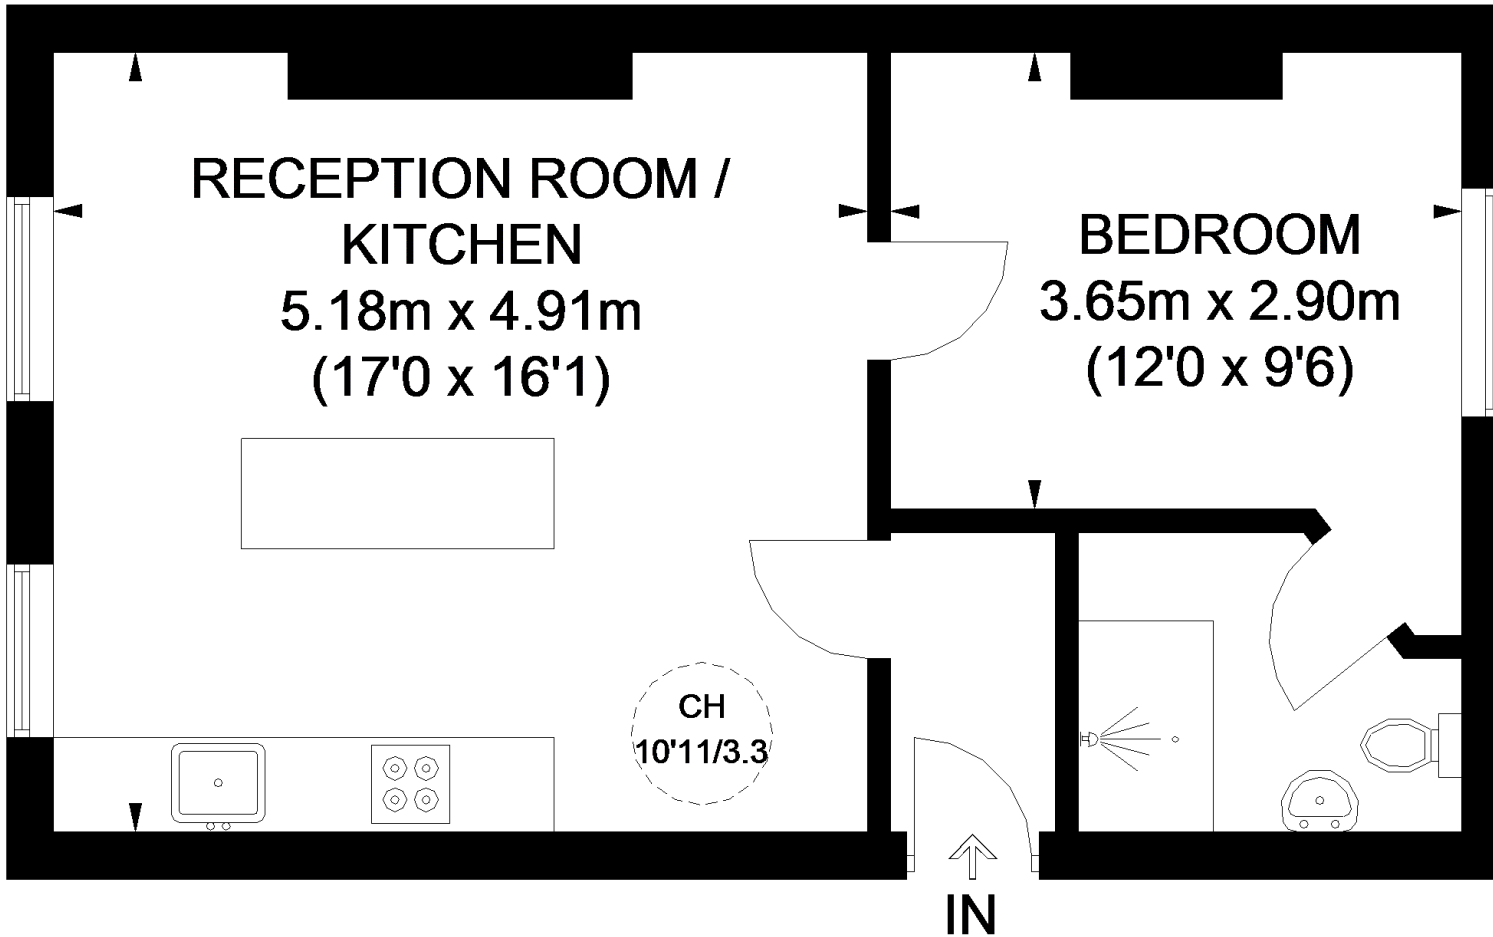 RECEPTION ROOM /
KITCHEN
5.18m x 4.91m
(17'0 x 16'1)
BEDROOM
3.65m x 2.90m
(12'0 x 9'6)
CH
10'11/3.3
IN